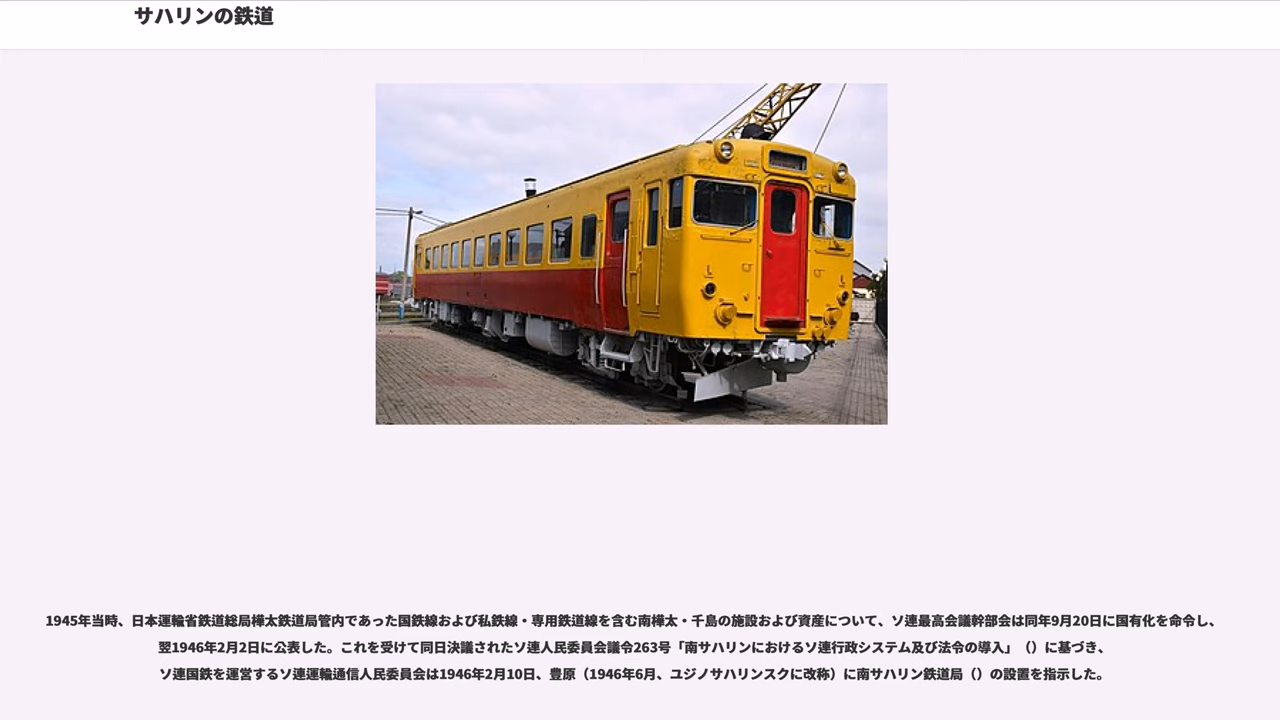 サハリンの鉄道
1945年当時、日本運輸省鉄道総局樺太鉄道局管内であった国鉄線および私鉄線・専用鉄道線を含む南樺太・千島の施設および資産について、ソ連最高会議幹部会は同年9月20日に国有化を命令し、
翌1946年2月2日に公表した。これを受けて同日決議されたソ連人民委員会議令263号「南サハリンにおけるソ連行政システム及び法令の導入」（）に基づき、
ソ連国鉄を運営するソ連運輸通信人民委員会は1946年2月10日、豊原（1946年6月、ユジノサハリンスクに改称）に南サハリン鉄道局（）の設置を指示した。